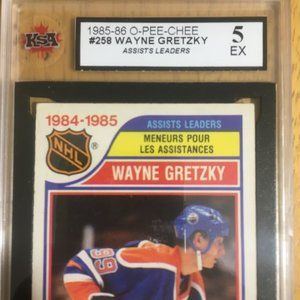 KSA
1985-86 O-PEE-CHEE
#258 WAYNE GRETZKY
ASSISTS LEADERS
5
EX
1984-1985
ASSISTS LEADERS
MENEURS POUR
LES ASSISTANCES
NHL
®
WAYNE GRETZKY
99